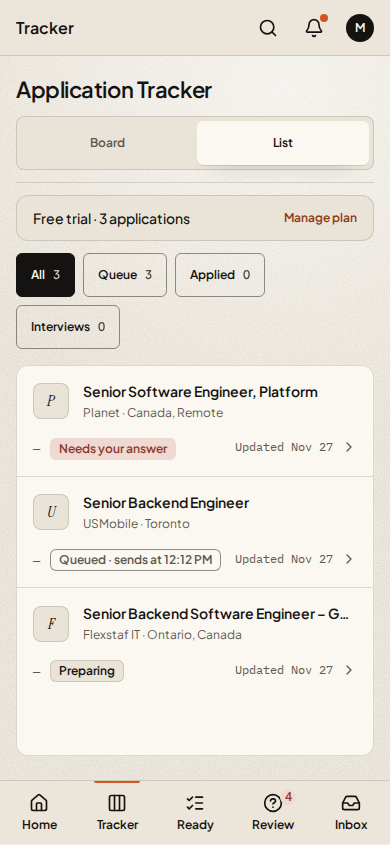 Tracker
M
Application Tracker
Board List
Free trial · 3 applications Manage plan
All 3 Queue 3 Applied 0
Interviews 0
P
Senior Software Engineer, Platform
Planet · Canada, Remote
– Needs your answer Updated Nov 27
U
Senior Backend Engineer
USMobile · Toronto
– Queued · sends at 12:12 PM Updated Nov 27
F
Senior Backend Software Engineer – G...
Flexstaf IT · Ontario, Canada
– Preparing Updated Nov 27
4
Home Tracker Ready Review Inbox